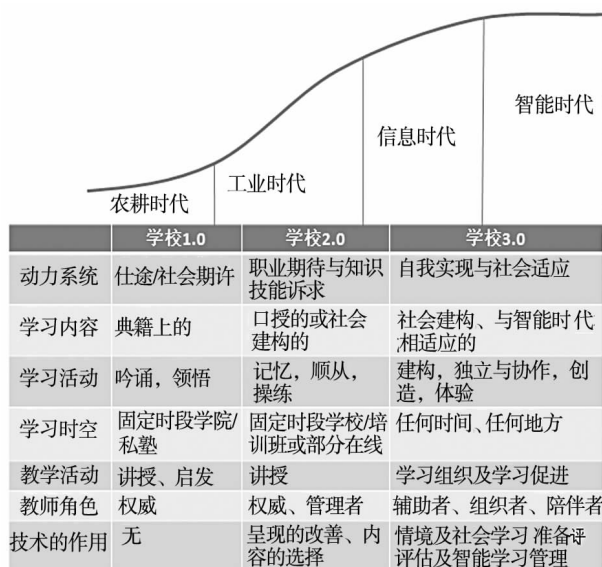 智能时代
信息时代
工业时代
农耕时代
学校1.0 学校2.0 学校3.0
动力系统 仕途/社会期许 职业期待与知识
技能诉求 自我实现与社会适应
学习内容 典籍上的 口授的或社会
建构的 社会建构、与智能时代
相适应的
学习活动 吟诵，领悟 记忆，顺从，
操练 建构，独立与协作，创
造，体验
学习时空 固定时段学院/
私塾 固定时段学校/培
训班或部分在线 任何时间、任何地方
教学活动 讲授、启发 讲授 学习组织及学习促进
教师角色 权威 权威、管理者 辅助者、组织者、陪伴者
技术的作用 无 呈现的改善、内
容的选择 情境及社会学习 准备
评估及智能学习管理